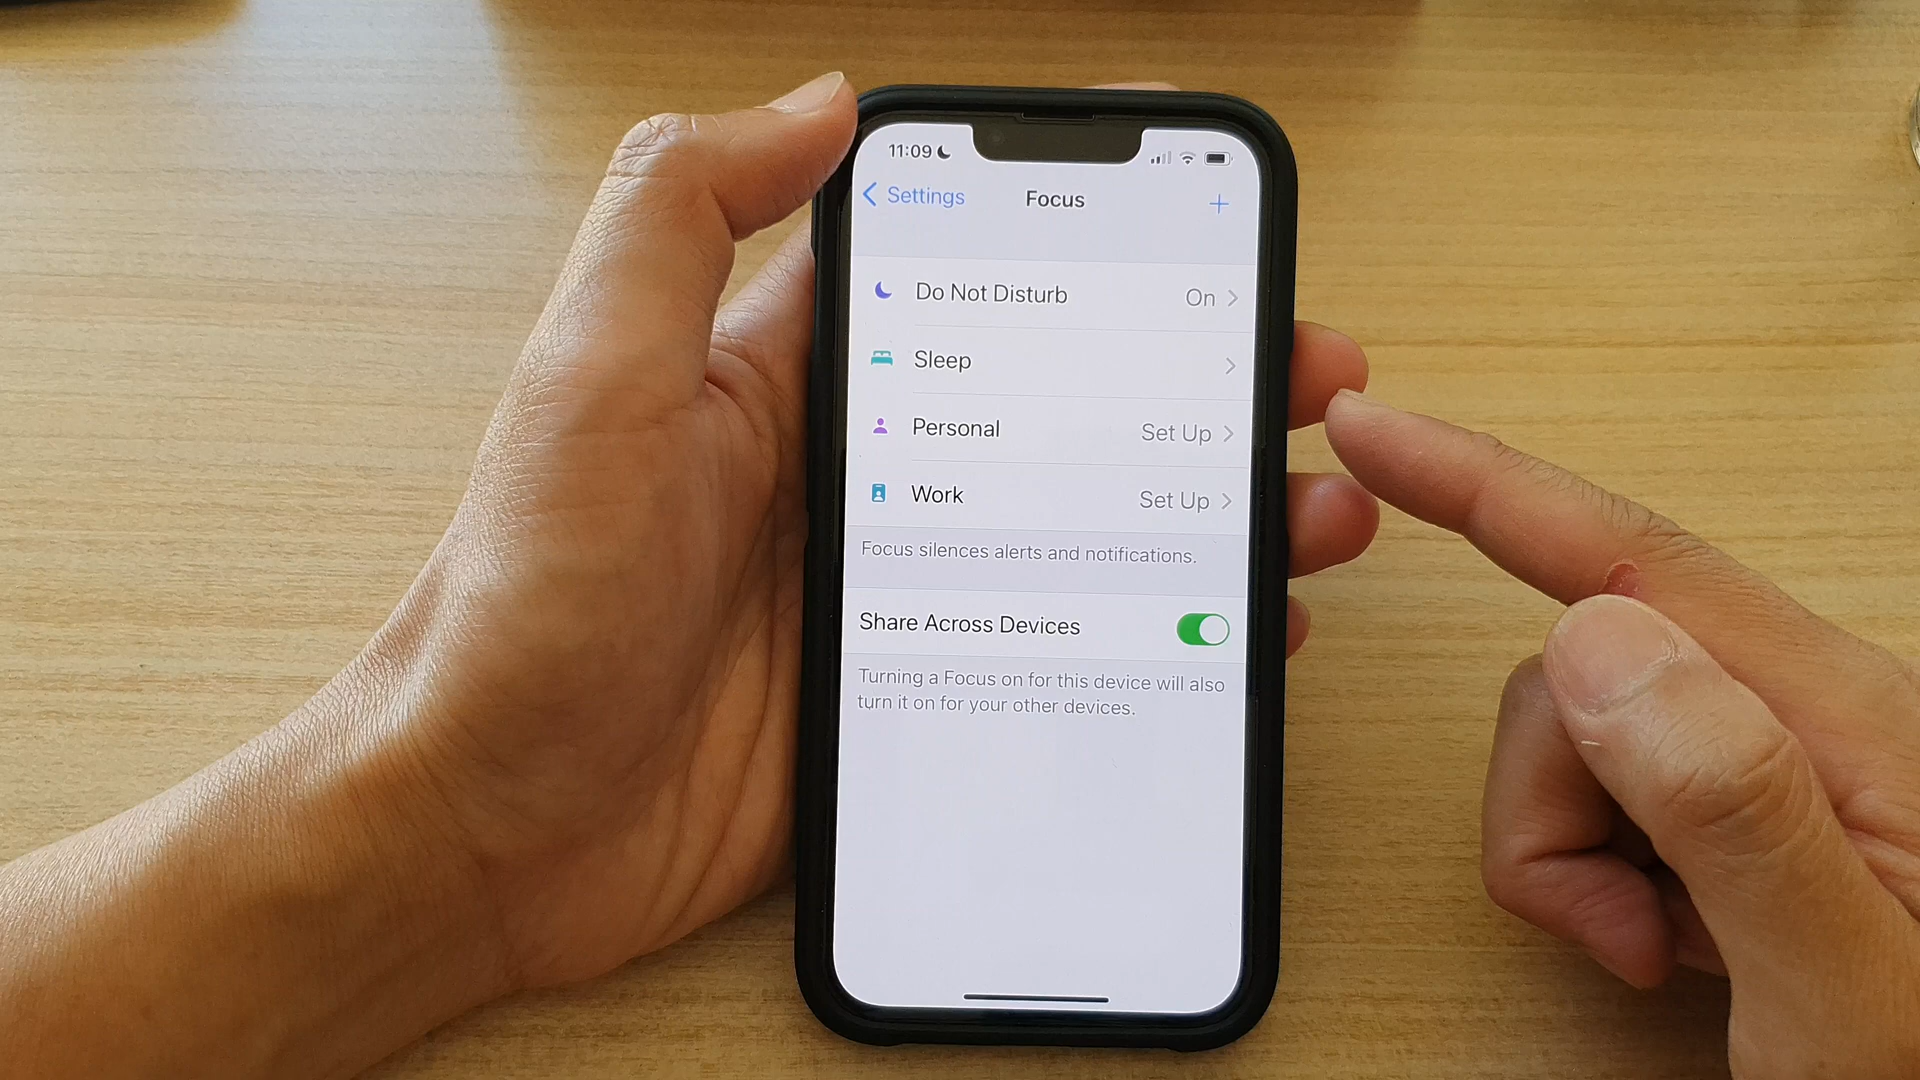 11:09
Settings
Focus
Do Not Disturb
On
Sleep
Personal
Set Up
Work
Set Up
Focus silences alerts and notifications.
Share Across Devices
Turning a Focus on for this device will also
turn it on for your other devices.